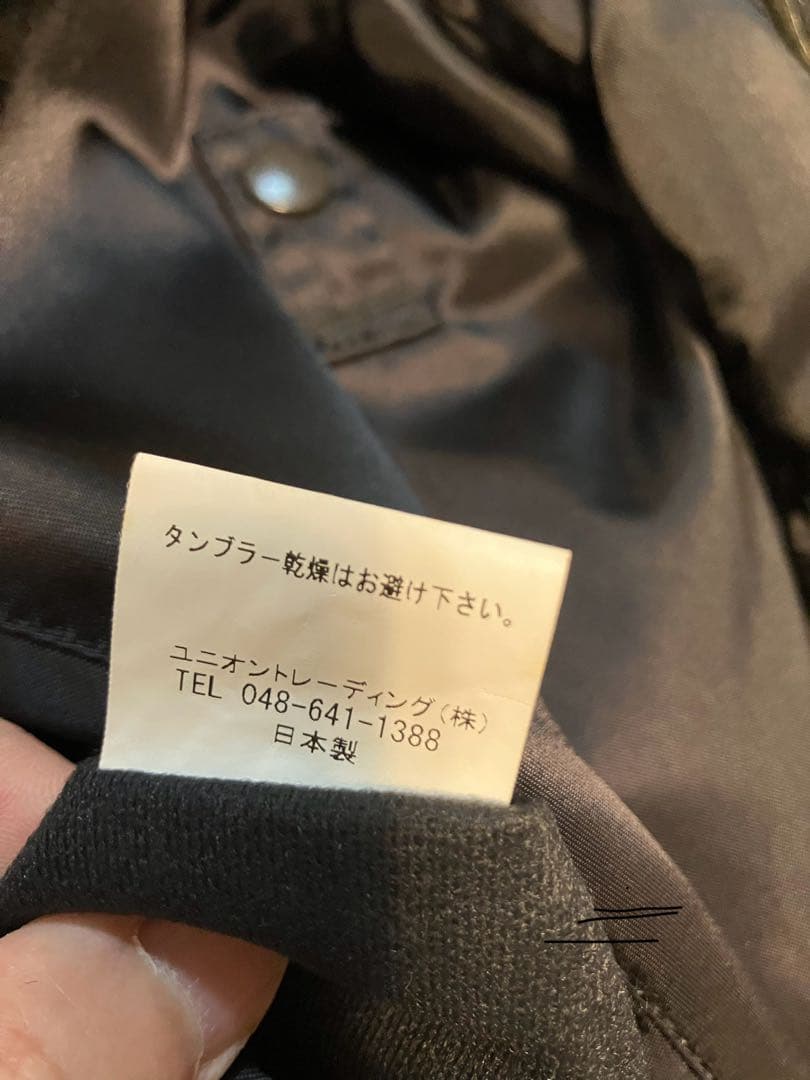 タンブラー乾燥はお避け下さい。
ユニオントレーディング(株)
TEL 048-641-1388
日本製